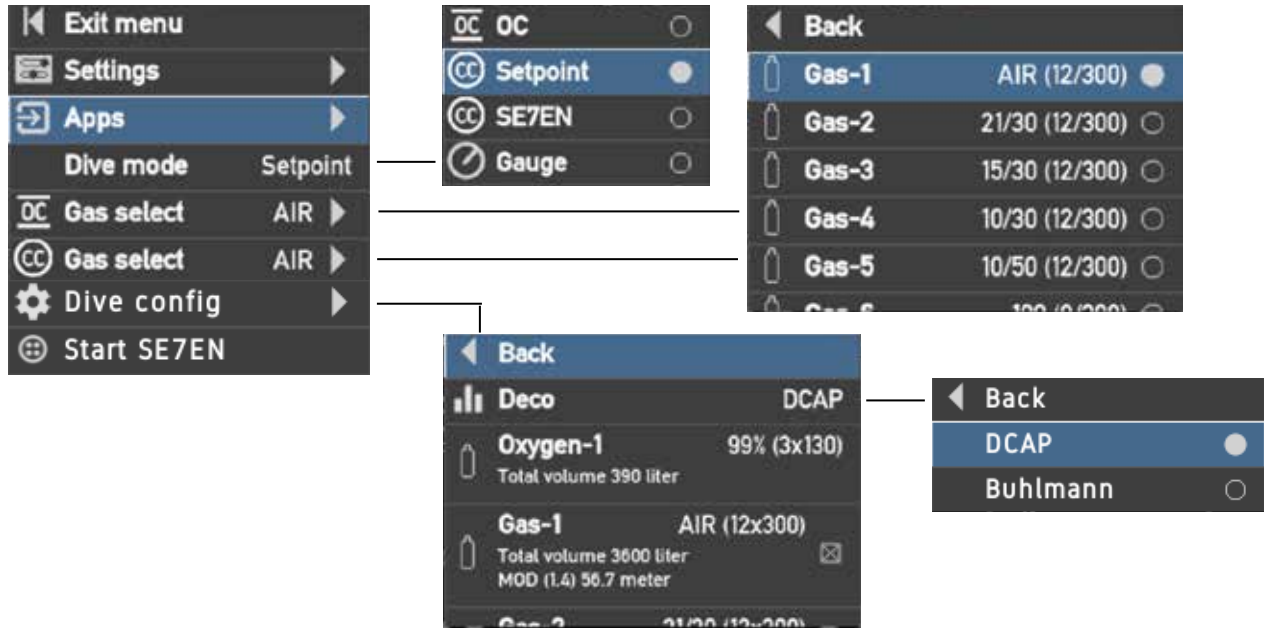 Exit menu
Settings
Apps
Dive mode Setpoint
OC Gas select AIR
CC Gas select AIR
Dive config
Start SE7EN
OC OC
CC Setpoint
CC SE7EN
Gauge
Back
Gas-1 AIR (12/300)
Gas-2 21/30 (12/300)
Gas-3 15/30 (12/300)
Gas-4 10/30 (12/300)
Gas-5 10/50 (12/300)
Back
Deco DCAP
Oxygen-1 99% (3x130)
Total volume 390 liter
Gas-1 AIR (12x300)
Total volume 3600 liter
MOD (1.4) 56.7 meter
Back
DCAP
Buhlmann